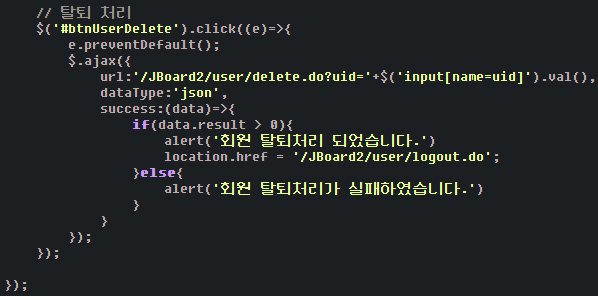 // 탈퇴 처리
$('#btnUserDelete').click((e)=>{
e.preventDefault();
$.ajax({
url:'/JBoard2/user/delete.do?uid='+$('input[name=uid]').val(),
dataType:'json',
success:(data)=>{
if(data.result > 0){
alert('회원 탈퇴처리 되었습니다.')
location.href = '/JBoard2/user/logout.do';
}else{
alert('회원 탈퇴처리가 실패하였습니다.')
}
}
});
});
});